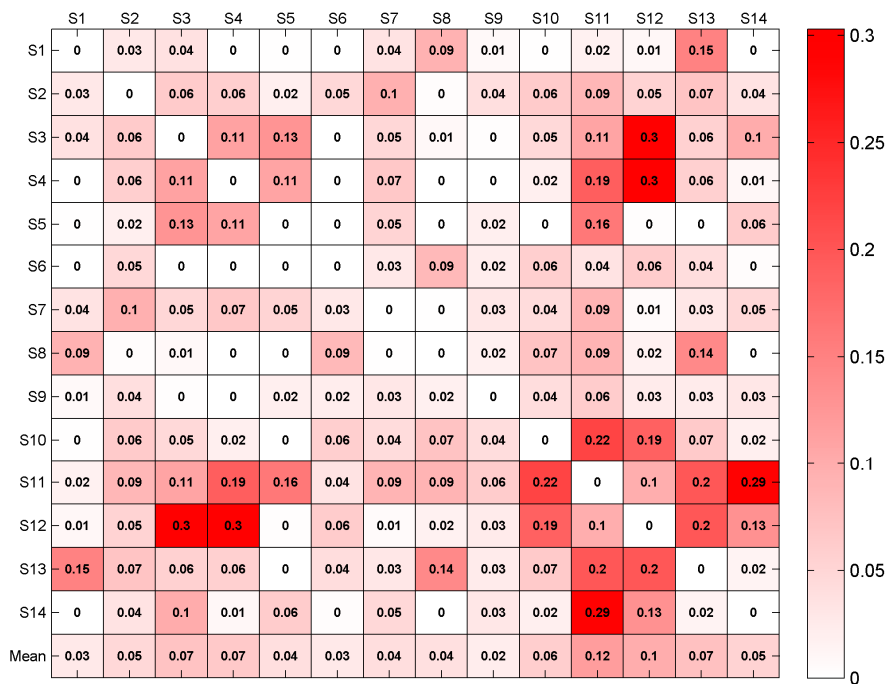 S1 S2 S3 S4 S5 S6 S7 S8 S9 S10 S11 S12 S13 S14
S1 0 0.03 0.04 0 0 0 0.04 0.09 0.01 0 0.02 0.01 0.15 0
S2 0.03 0 0.06 0.06 0.02 0.05 0.1 0 0.04 0.06 0.09 0.05 0.07 0.04
S3 0.04 0.06 0 0.11 0.13 0 0.05 0.01 0 0.05 0.11 0.3 0.06 0.1
S4 0 0.06 0.11 0 0.11 0 0.07 0 0 0.02 0.19 0.3 0.06 0.01
S5 0 0.02 0.13 0.11 0 0 0.05 0 0.02 0 0.16 0 0 0.06
S6 0 0.05 0 0 0 0 0.03 0.09 0.02 0.06 0.04 0.06 0.04 0
S7 0.04 0.1 0.05 0.07 0.05 0.03 0 0 0.03 0.04 0.09 0.01 0.03 0.05
S8 0.09 0 0.01 0 0 0.09 0 0 0.02 0.07 0.09 0.02 0.14 0
S9 0.01 0.04 0 0 0.02 0.02 0.03 0.02 0 0.04 0.06 0.03 0.03 0.03
S10 0 0.06 0.05 0.02 0 0.06 0.04 0.07 0.04 0 0.22 0.19 0.07 0.02
S11 0.02 0.09 0.11 0.19 0.16 0.04 0.09 0.09 0.06 0.22 0 0.1 0.2 0.29
S12 0.01 0.05 0.3 0.3 0 0.06 0.01 0.02 0.03 0.19 0.1 0 0.2 0.13
S13 0.15 0.07 0.06 0.06 0 0.04 0.03 0.14 0.03 0.07 0.2 0.2 0 0.02
S14 0 0.04 0.1 0.01 0.06 0 0.05 0 0.03 0.02 0.29 0.13 0.02 0
Mean 0.03 0.05 0.07 0.07 0.04 0.03 0.04 0.04 0.02 0.06 0.12 0.1 0.07 0.05
0.3
0.25
0.2
0.15
0.1
0.05
0